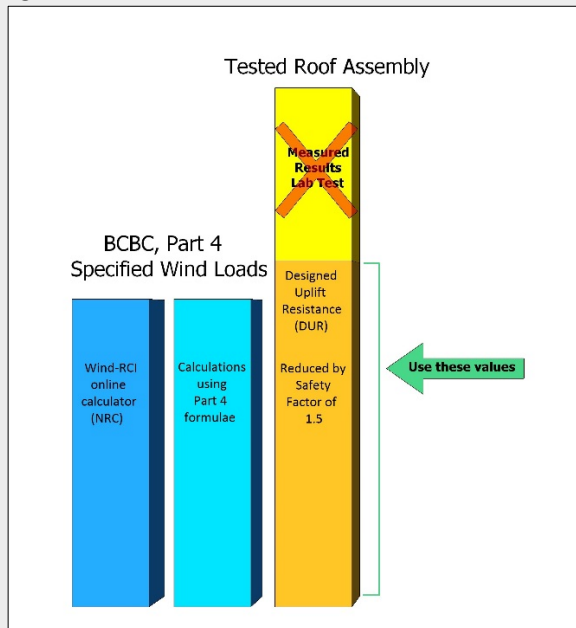 Tested Roof Assembly
Measured
Results
Lab Test
BCBC, Part 4
Specified Wind Loads
Designed
Uplift
Resistance
(DUR)
Reduced by
Safety
Factor of
1.5
Wind-RCI
online
calculator
(NRC)
Calculations
using
Part 4
formulae
Use these values